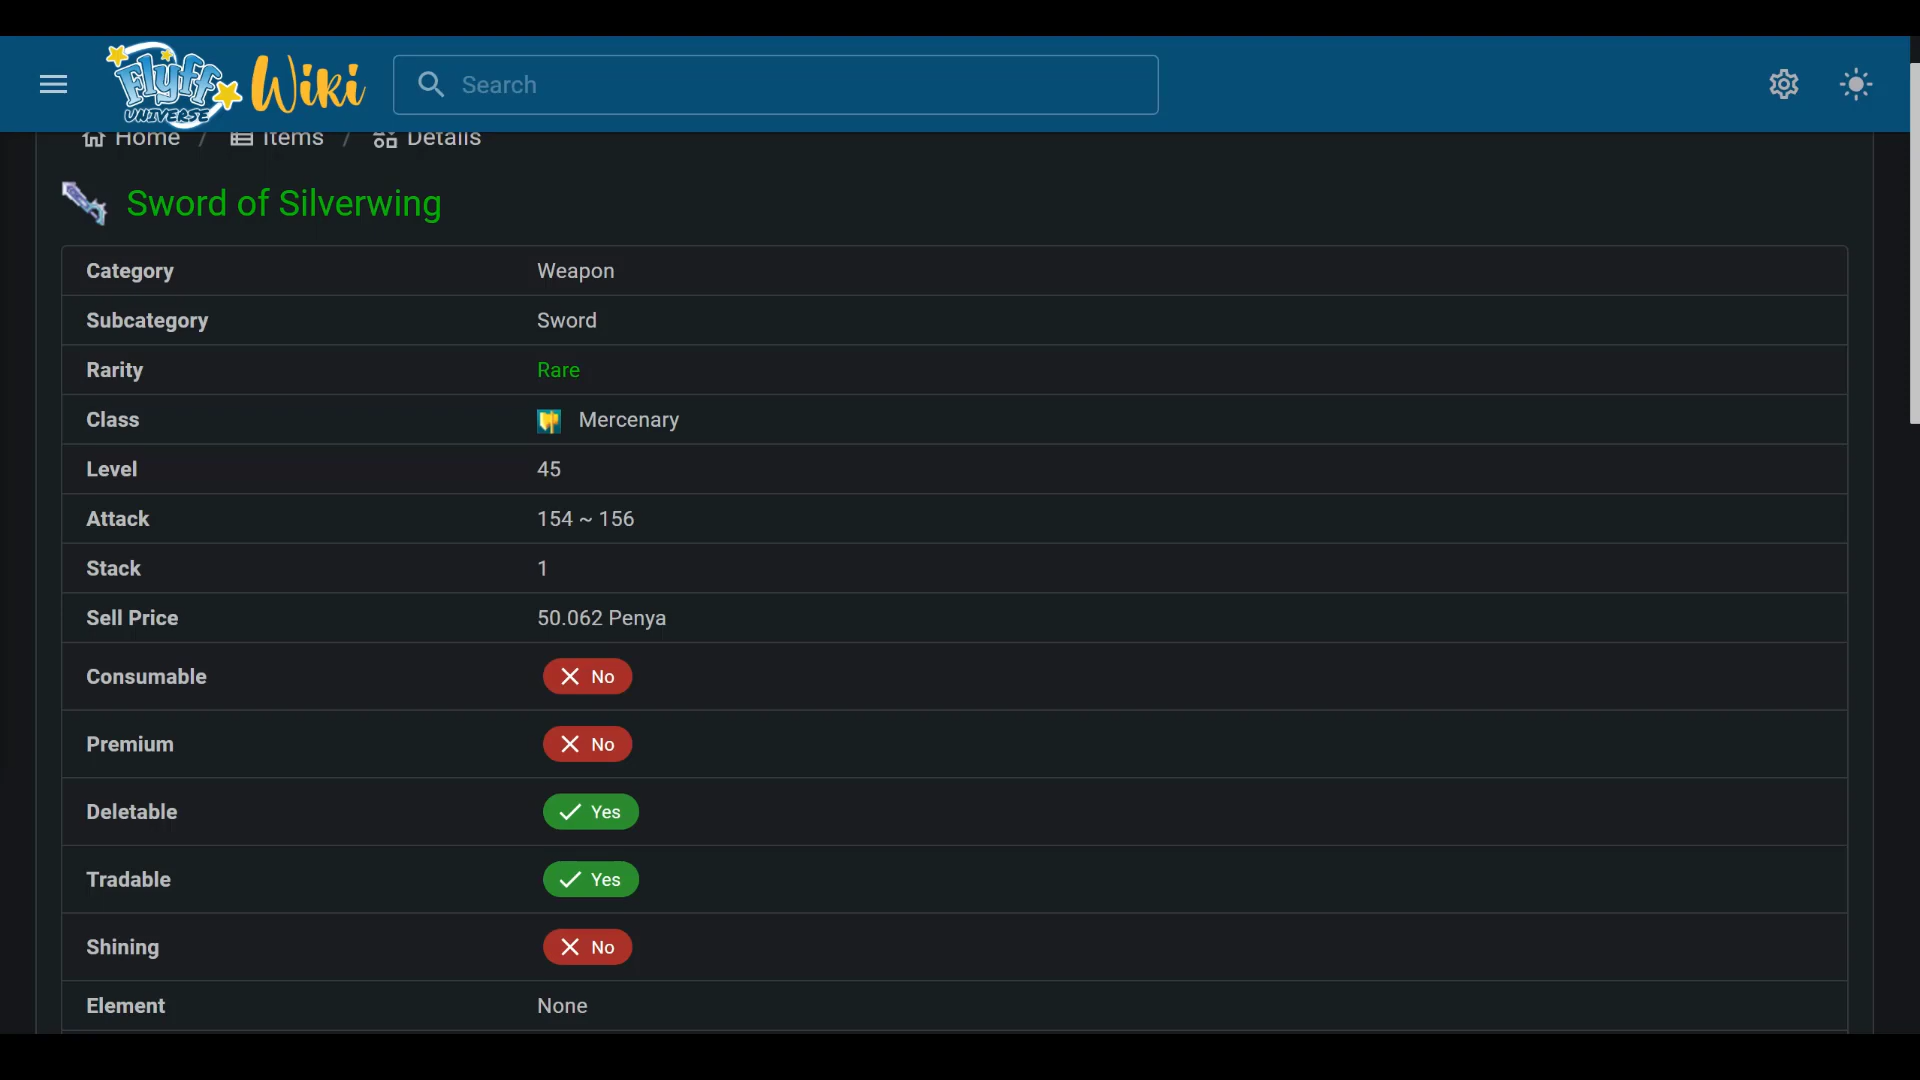 Flyff UNIVERSE Wiki Search
Home / Items / Details
Sword of Silverwing
Category Weapon
Subcategory Sword
Rarity Rare
Class Mercenary
Level 45
Attack 154 ~ 156
Stack 1
Sell Price 50.062 Penya
Consumable No
Premium No
Deletable Yes
Tradable Yes
Shining No
Element None